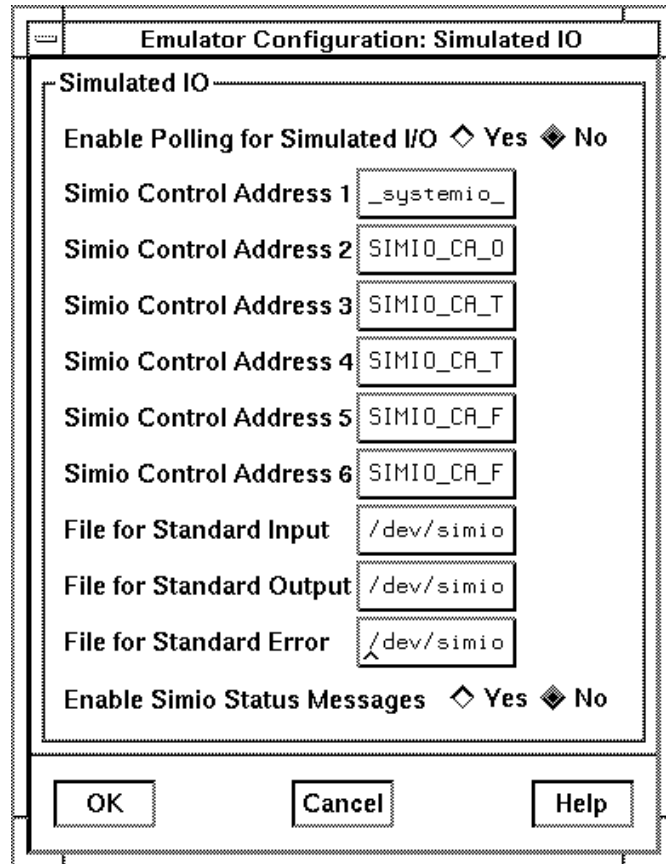 Emulator Configuration: Simulated IO
Simulated IO
Enable Polling for Simulated I/O Yes No
Simio Control Address 1 _systemio_
Simio Control Address 2 SIMIO_CA_O
Simio Control Address 3 SIMIO_CA_T
Simio Control Address 4 SIMIO_CA_T
Simio Control Address 5 SIMIO_CA_F
Simio Control Address 6 SIMIO_CA_F
File for Standard Input /dev/simio
File for Standard Output /dev/simio
File for Standard Error /dev/simio
Enable Simio Status Messages Yes No
OK Cancel Help